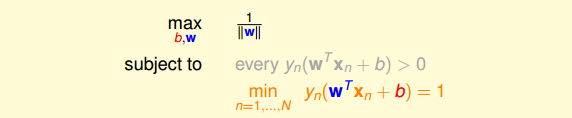 max 1/‖w‖
b,w
subject to every yₙ(wᵀxₙ + b) > 0
min yₙ(wᵀxₙ + b) = 1
n=1,...,N